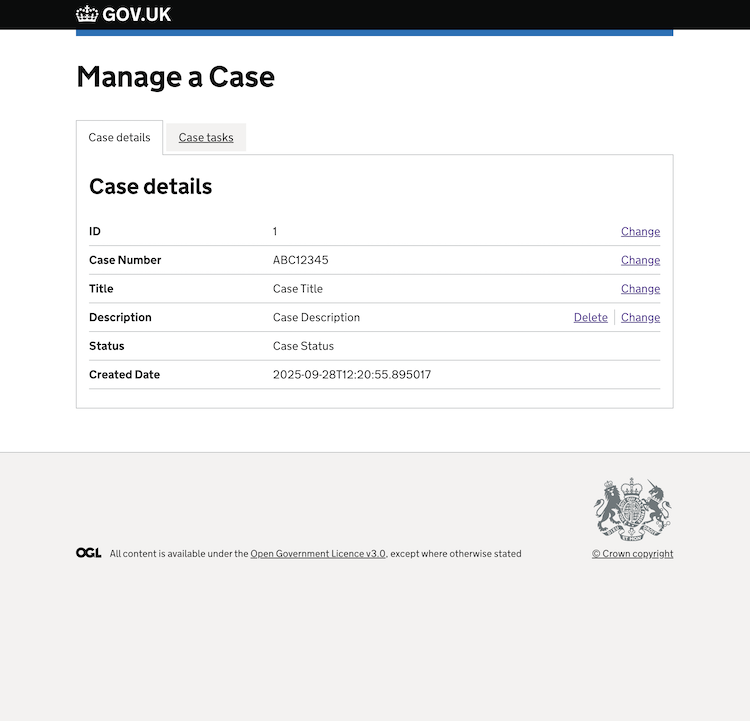 GOV.UK
Manage a Case
Case details Case tasks
Case details
ID 1 Change
Case Number ABC12345 Change
Title Case Title Change
Description Case Description Delete Change
Status Case Status
Created Date 2025-09-28T12:20:55.895017
OGL All content is available under the Open Government Licence v3.0, except where otherwise stated
© Crown copyright